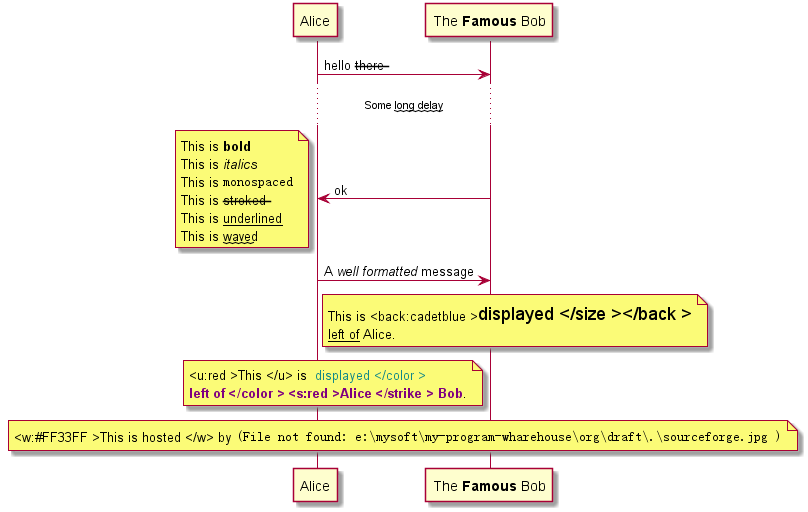 Alice
The Famous Bob
hello there
Some long delay
This is bold
This is italics
This is monospaced
This is stroked
This is underlined
This is waved
ok
A well formatted message
This is <back:cadetblue >displayed </size ></back >
left of Alice.
<u:red >This </u> is displayed </color >
left of </color > <s:red >Alice </strike > Bob.
<w:#FF33FF >This is hosted </w> by (File not found: e:\mysoft\my-program-wharehouse\org\draft\.\sourceforge.jpg )
Alice
The Famous Bob